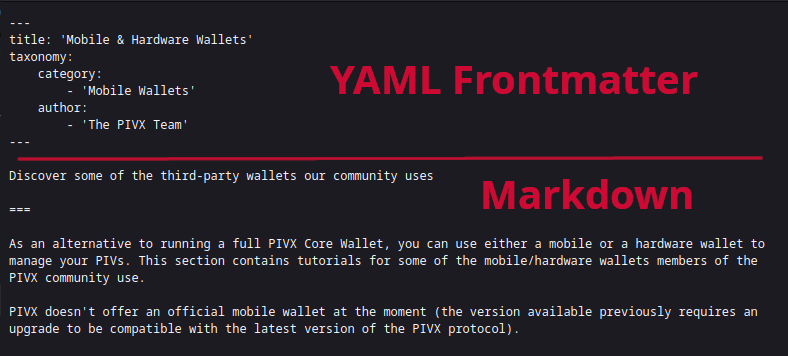 ---
title: 'Mobile & Hardware Wallets'
taxonomy:
    category:
        - 'Mobile Wallets'
    author:
        - 'The PIVX Team'
---
YAML Frontmatter
Discover some of the third-party wallets our community uses
Markdown
===
As an alternative to running a full PIVX Core Wallet, you can use either a mobile or a hardware wallet to
manage your PIVs. This section contains tutorials for some of the mobile/hardware wallets members of the
PIVX community use.
PIVX doesn't offer an official mobile wallet at the moment (the version available previously requires an
upgrade to be compatible with the latest version of the PIVX protocol).